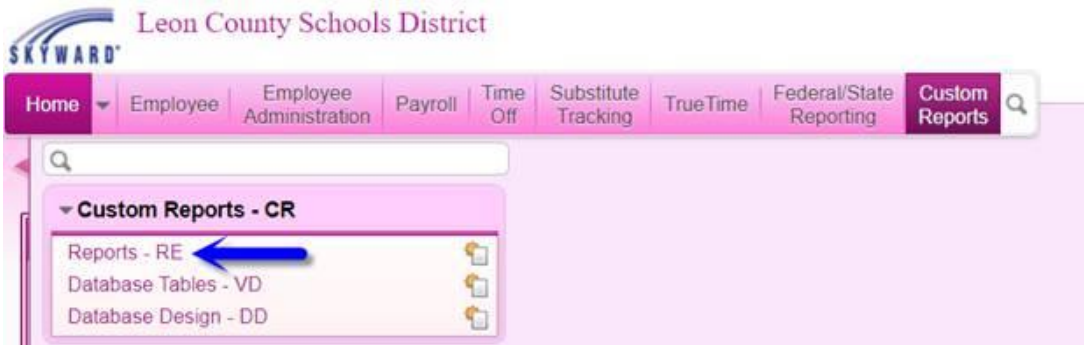 Leon County Schools District
SKYWARD
Home
Employee
Employee
Administration
Payroll
Time
Off
Substitute
Tracking
TrueTime
Federal/State
Reporting
Custom
Reports
Custom Reports - CR
Reports - RE
Database Tables - VD
Database Design - DD